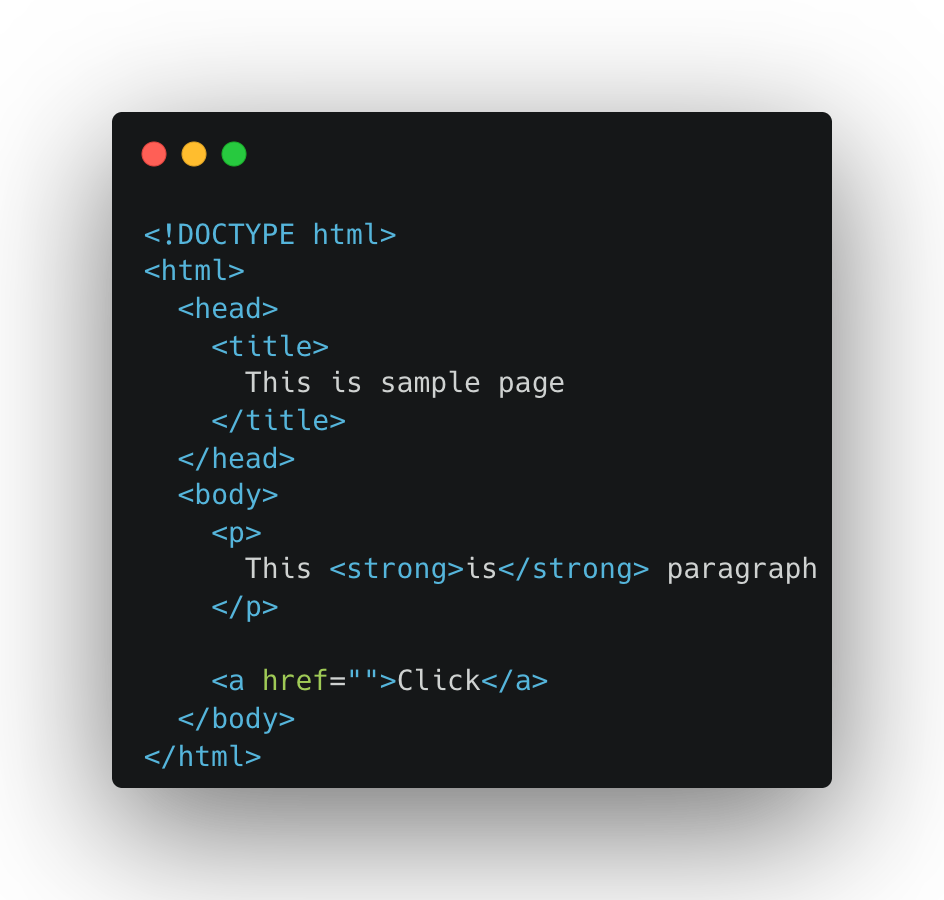 <!DOCTYPE html>
<html>
  <head>
    <title>
      This is sample page
    </title>
  </head>
  <body>
    <p>
      This <strong>is</strong> paragraph
    </p>

    <a href="">Click</a>
  </body>
</html>